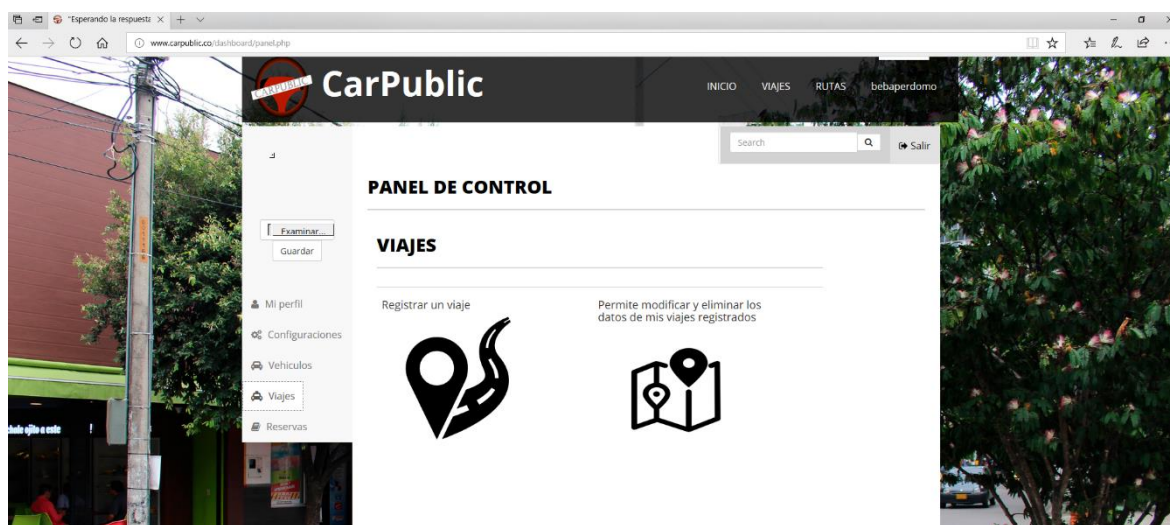 "Esperando la respuesta
www.carpublic.co/dashboard/panel.php
CARPUBLIC
CarPublic
INICIO VIAJES RUTAS bebaperdomo
Search
Salir
PANEL DE CONTROL
Examinar...
Guardar
VIAJES
Mi perfil
Configuraciones
Vehiculos
Viajes
Reservas
Registrar un viaje
Permite modificar y eliminar los
datos de mis viajes registrados
ojito a este
!